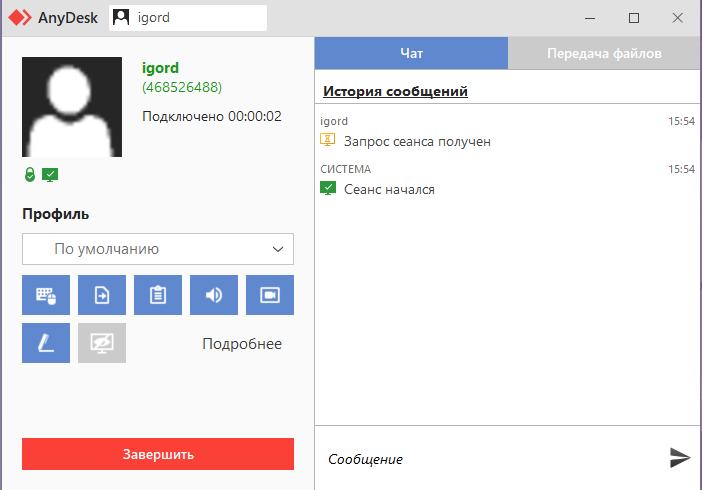 AnyDesk
igord
igord
(468526488)
Подключено 00:00:02
Профиль
По умолчанию
Подробнее
Завершить
Чат
Передача файлов
История сообщений
igord 15:54
Запрос сеанса получен
СИСТЕМА 15:54
Сеанс начался
Сообщение